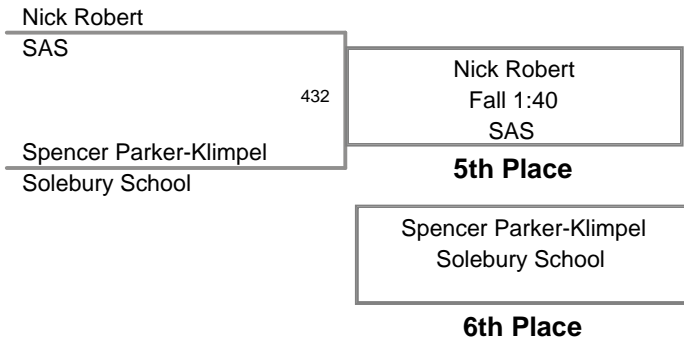 Nick Robert
SAS
432
Spencer Parker-Klimpel
Solebury School
Nick Robert
Fall 1:40
SAS
5th Place
Spencer Parker-Klimpel
Solebury School
6th Place